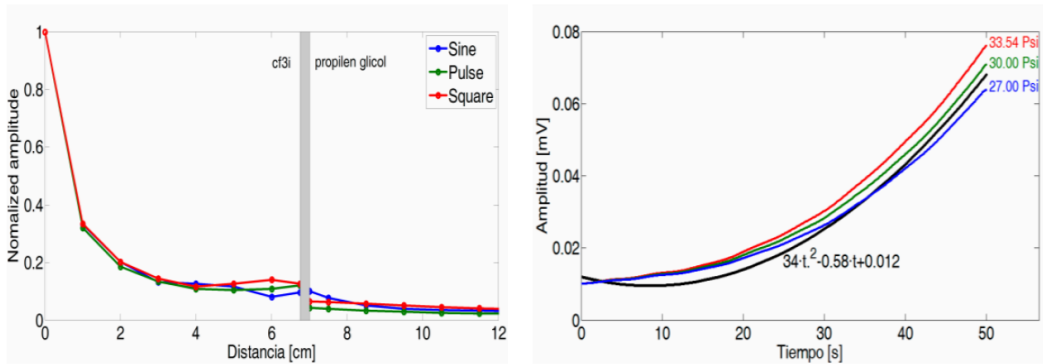 Nomalized amplitude
1
0.8
0.6
0.4
0.2
0
0 2 4 6 8 10 12
Distancia [cm]
cf3i
propilen glicol
Sine
Pulse
Square
Amplitud [mV]
0.08
0.06
0.04
0.02
0
0 10 20 30 40 50
Tiempo [s]
33.54 Psi
30.00 Psi
27.00 Psi
34·t.²-0.58·t+0.012